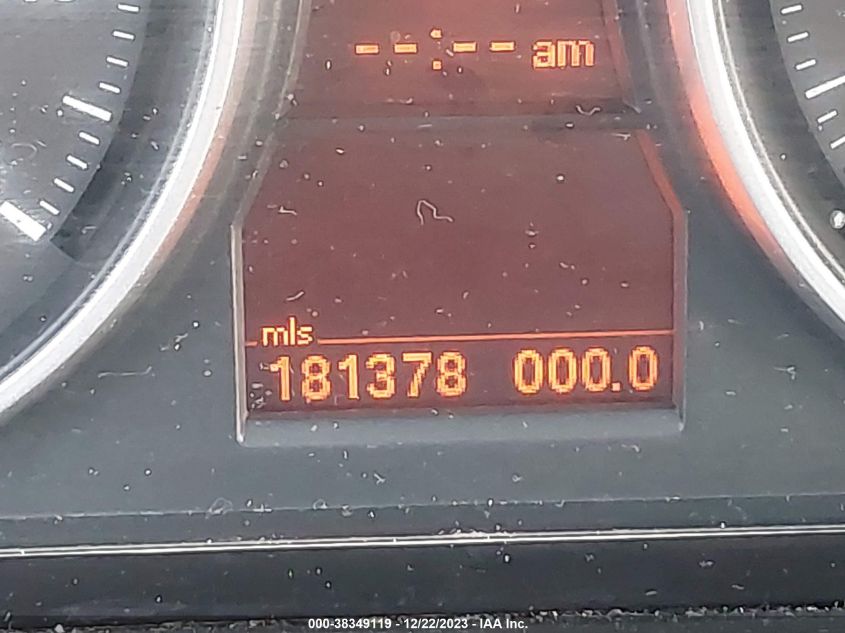 --:-- am
mls
181378 000.0
000-38349119 - 12/22/2023 - IAA Inc.